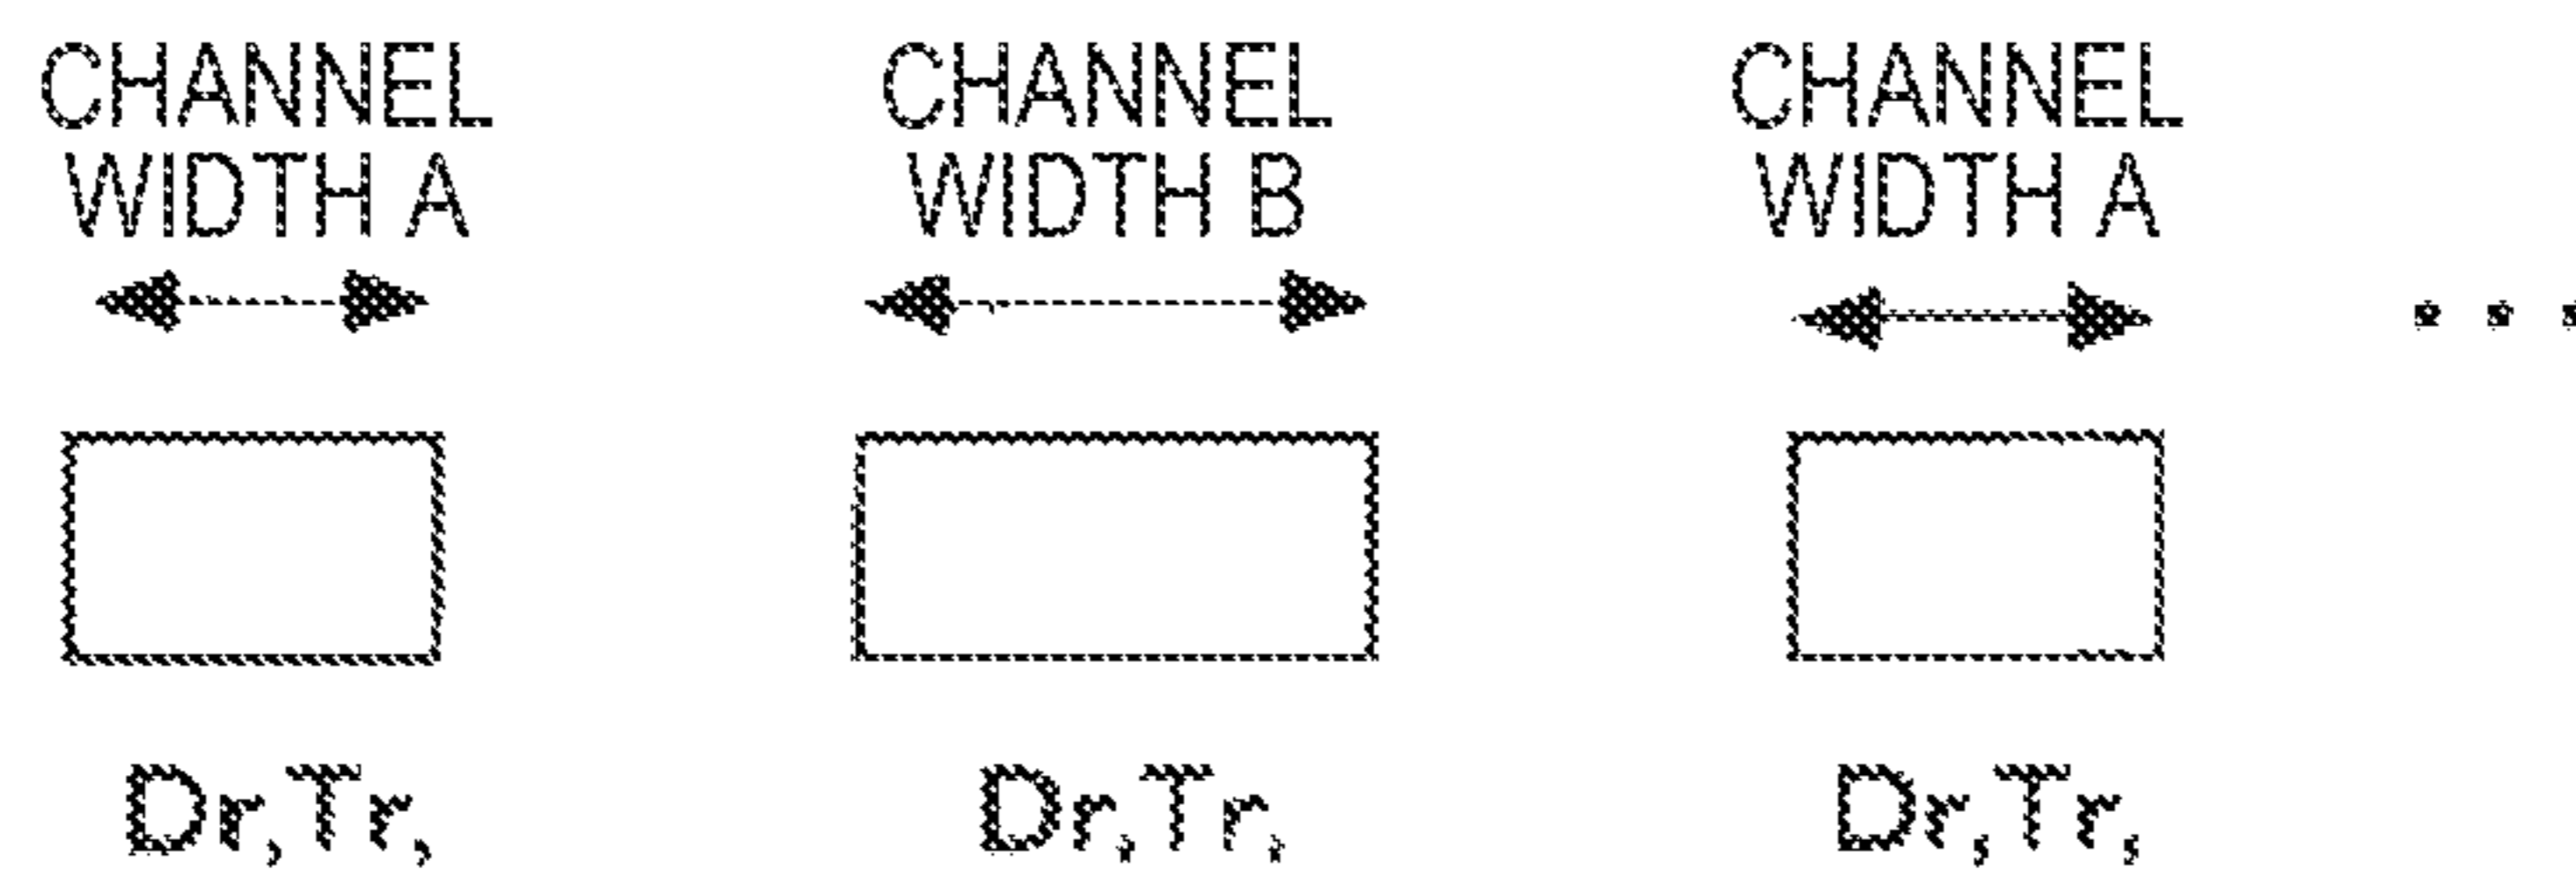 CHANNEL
WIDTH A
CHANNEL
WIDTH B
CHANNEL
WIDTH A
• • •
Dr,Tr,
Dr,Tr,
Dr,Tr,